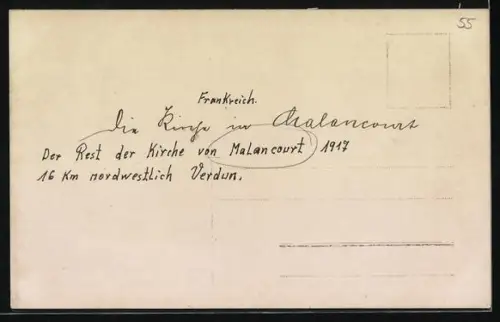 55
Frankreich.
Die Kirche in Malancourt
Der Rest der Kirche von Malancourt 1917
16 Km nordwestlich Verdun.